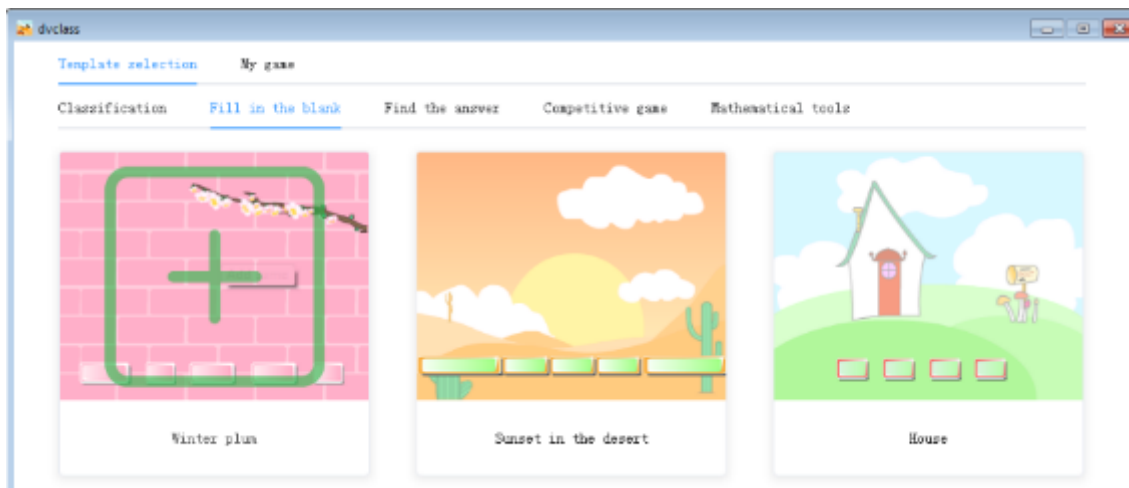 dvclass
Template selection My game
Classification Fill in the blank Find the answer Competitive game Mathematical tools
Winter plum Sunset in the desert House